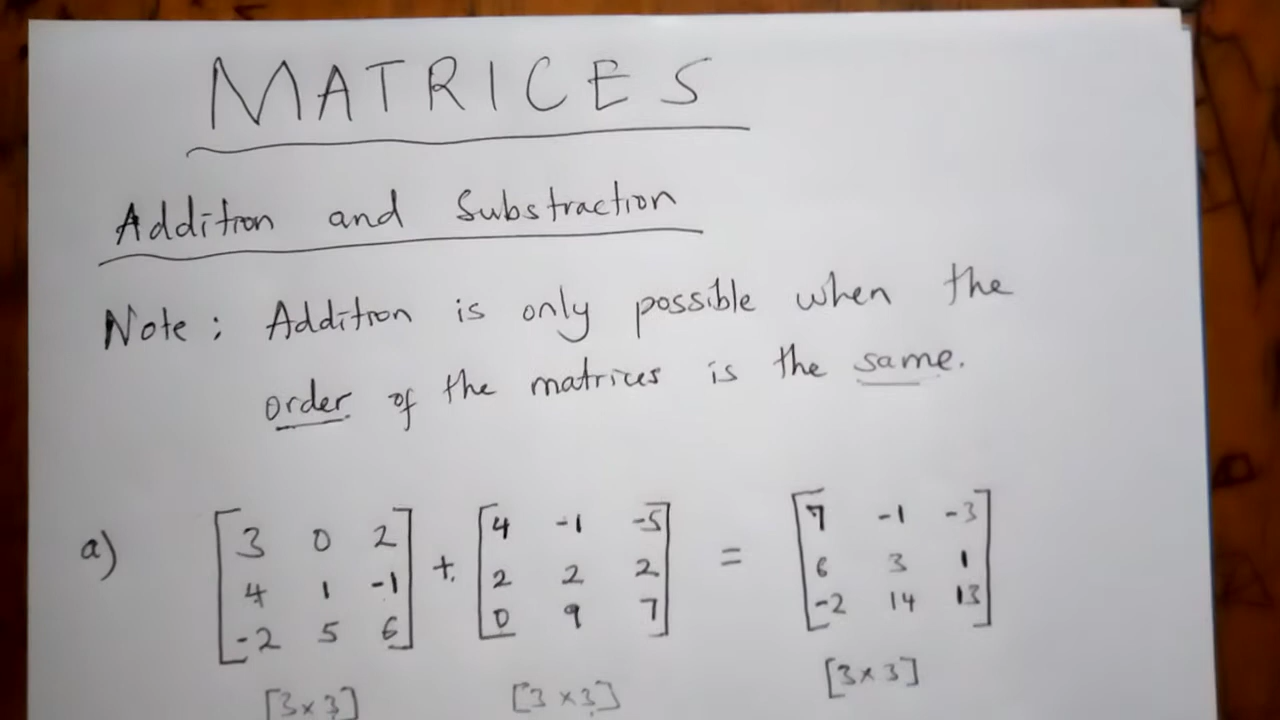 MATRICES
Addition and Substraction
Note: Addition is only possible when the
order of the matrices is the same.
a) [3 0 2] + [4 -1 -5] = [7 -1 -3]
[4 1 -1] [2 2 2] [6 3 1]
[-2 5 6] [0 9 7] [-2 14 13]
[3×3] [3×3] [3×3]